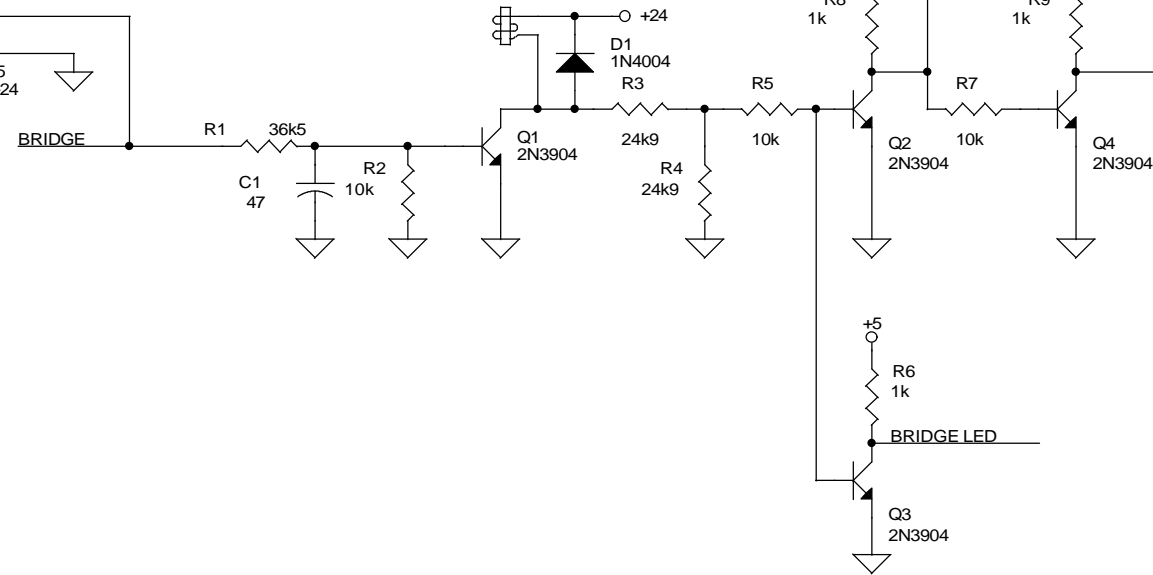 +24
R8
1k
R9
1k
D1
1N4004
5
24
R3
R5
R7
BRIDGE
R1
36k5
Q1
2N3904
24k9
10k
Q2
2N3904
10k
Q4
2N3904
C1
47
R2
10k
R4
24k9
+5
R6
1k
BRIDGE LED
Q3
2N3904